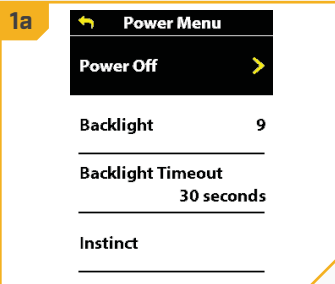 1a
Power Menu
Power Off
Backlight 9
Backlight Timeout
30 seconds
Instinct